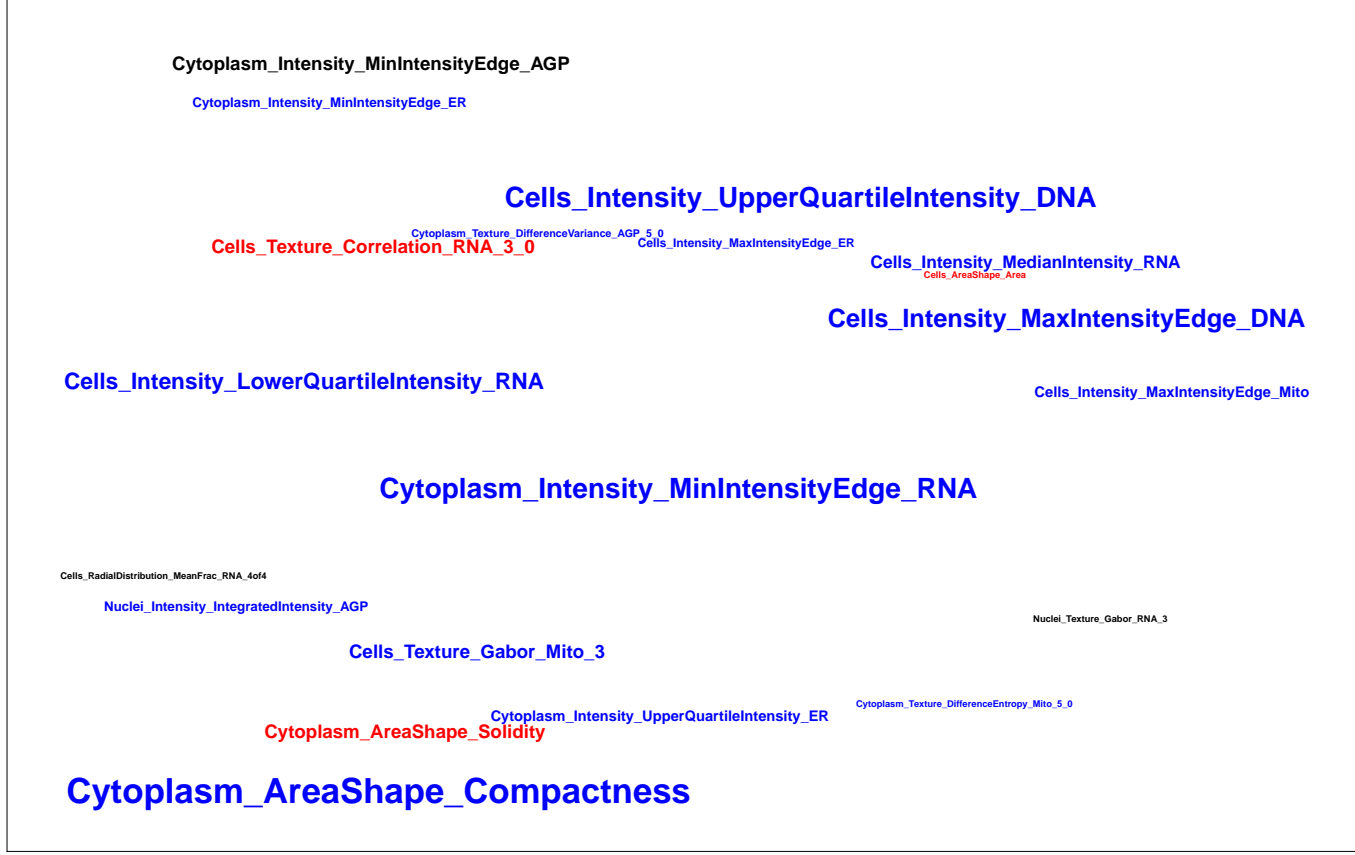 Cytoplasm_Intensity_MinIntensityEdge_AGP
Cytoplasm_Intensity_MinIntensityEdge_ER
Cells_Intensity_UpperQuartileIntensity_DNA
Cytoplasm_Texture_DifferenceVariance_AGP_5_0
Cells_Texture_Correlation_RNA_3_0
Cells_Intensity_MaxIntensityEdge_ER
Cells_Intensity_MedianIntensity_RNA
Cells_AreaShape_Area
Cells_Intensity_MaxIntensityEdge_DNA
Cells_Intensity_LowerQuartileIntensity_RNA
Cells_Intensity_MaxIntensityEdge_Mito
Cytoplasm_Intensity_MinIntensityEdge_RNA
Cells_RadialDistribution_MeanFrac_RNA_4of4
Nuclei_Intensity_IntegratedIntensity_AGP
Nuclei_Texture_Gabor_RNA_3
Cells_Texture_Gabor_Mito_3
Cytoplasm_Texture_DifferenceEntropy_Mito_5_0
Cytoplasm_Intensity_UpperQuartileIntensity_ER
Cytoplasm_AreaShape_Solidity
Cytoplasm_AreaShape_Compactness